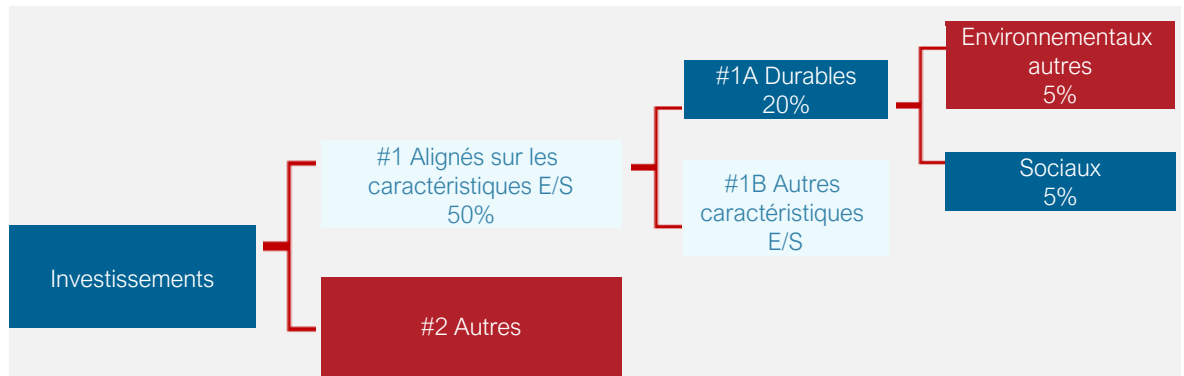 Investissements
#1 Alignés sur les
caractéristiques E/S
50%
#2 Autres
#1A Durables
20%
#1B Autres
caractéristiques
E/S
Environnementaux
autres
5%
Sociaux
5%